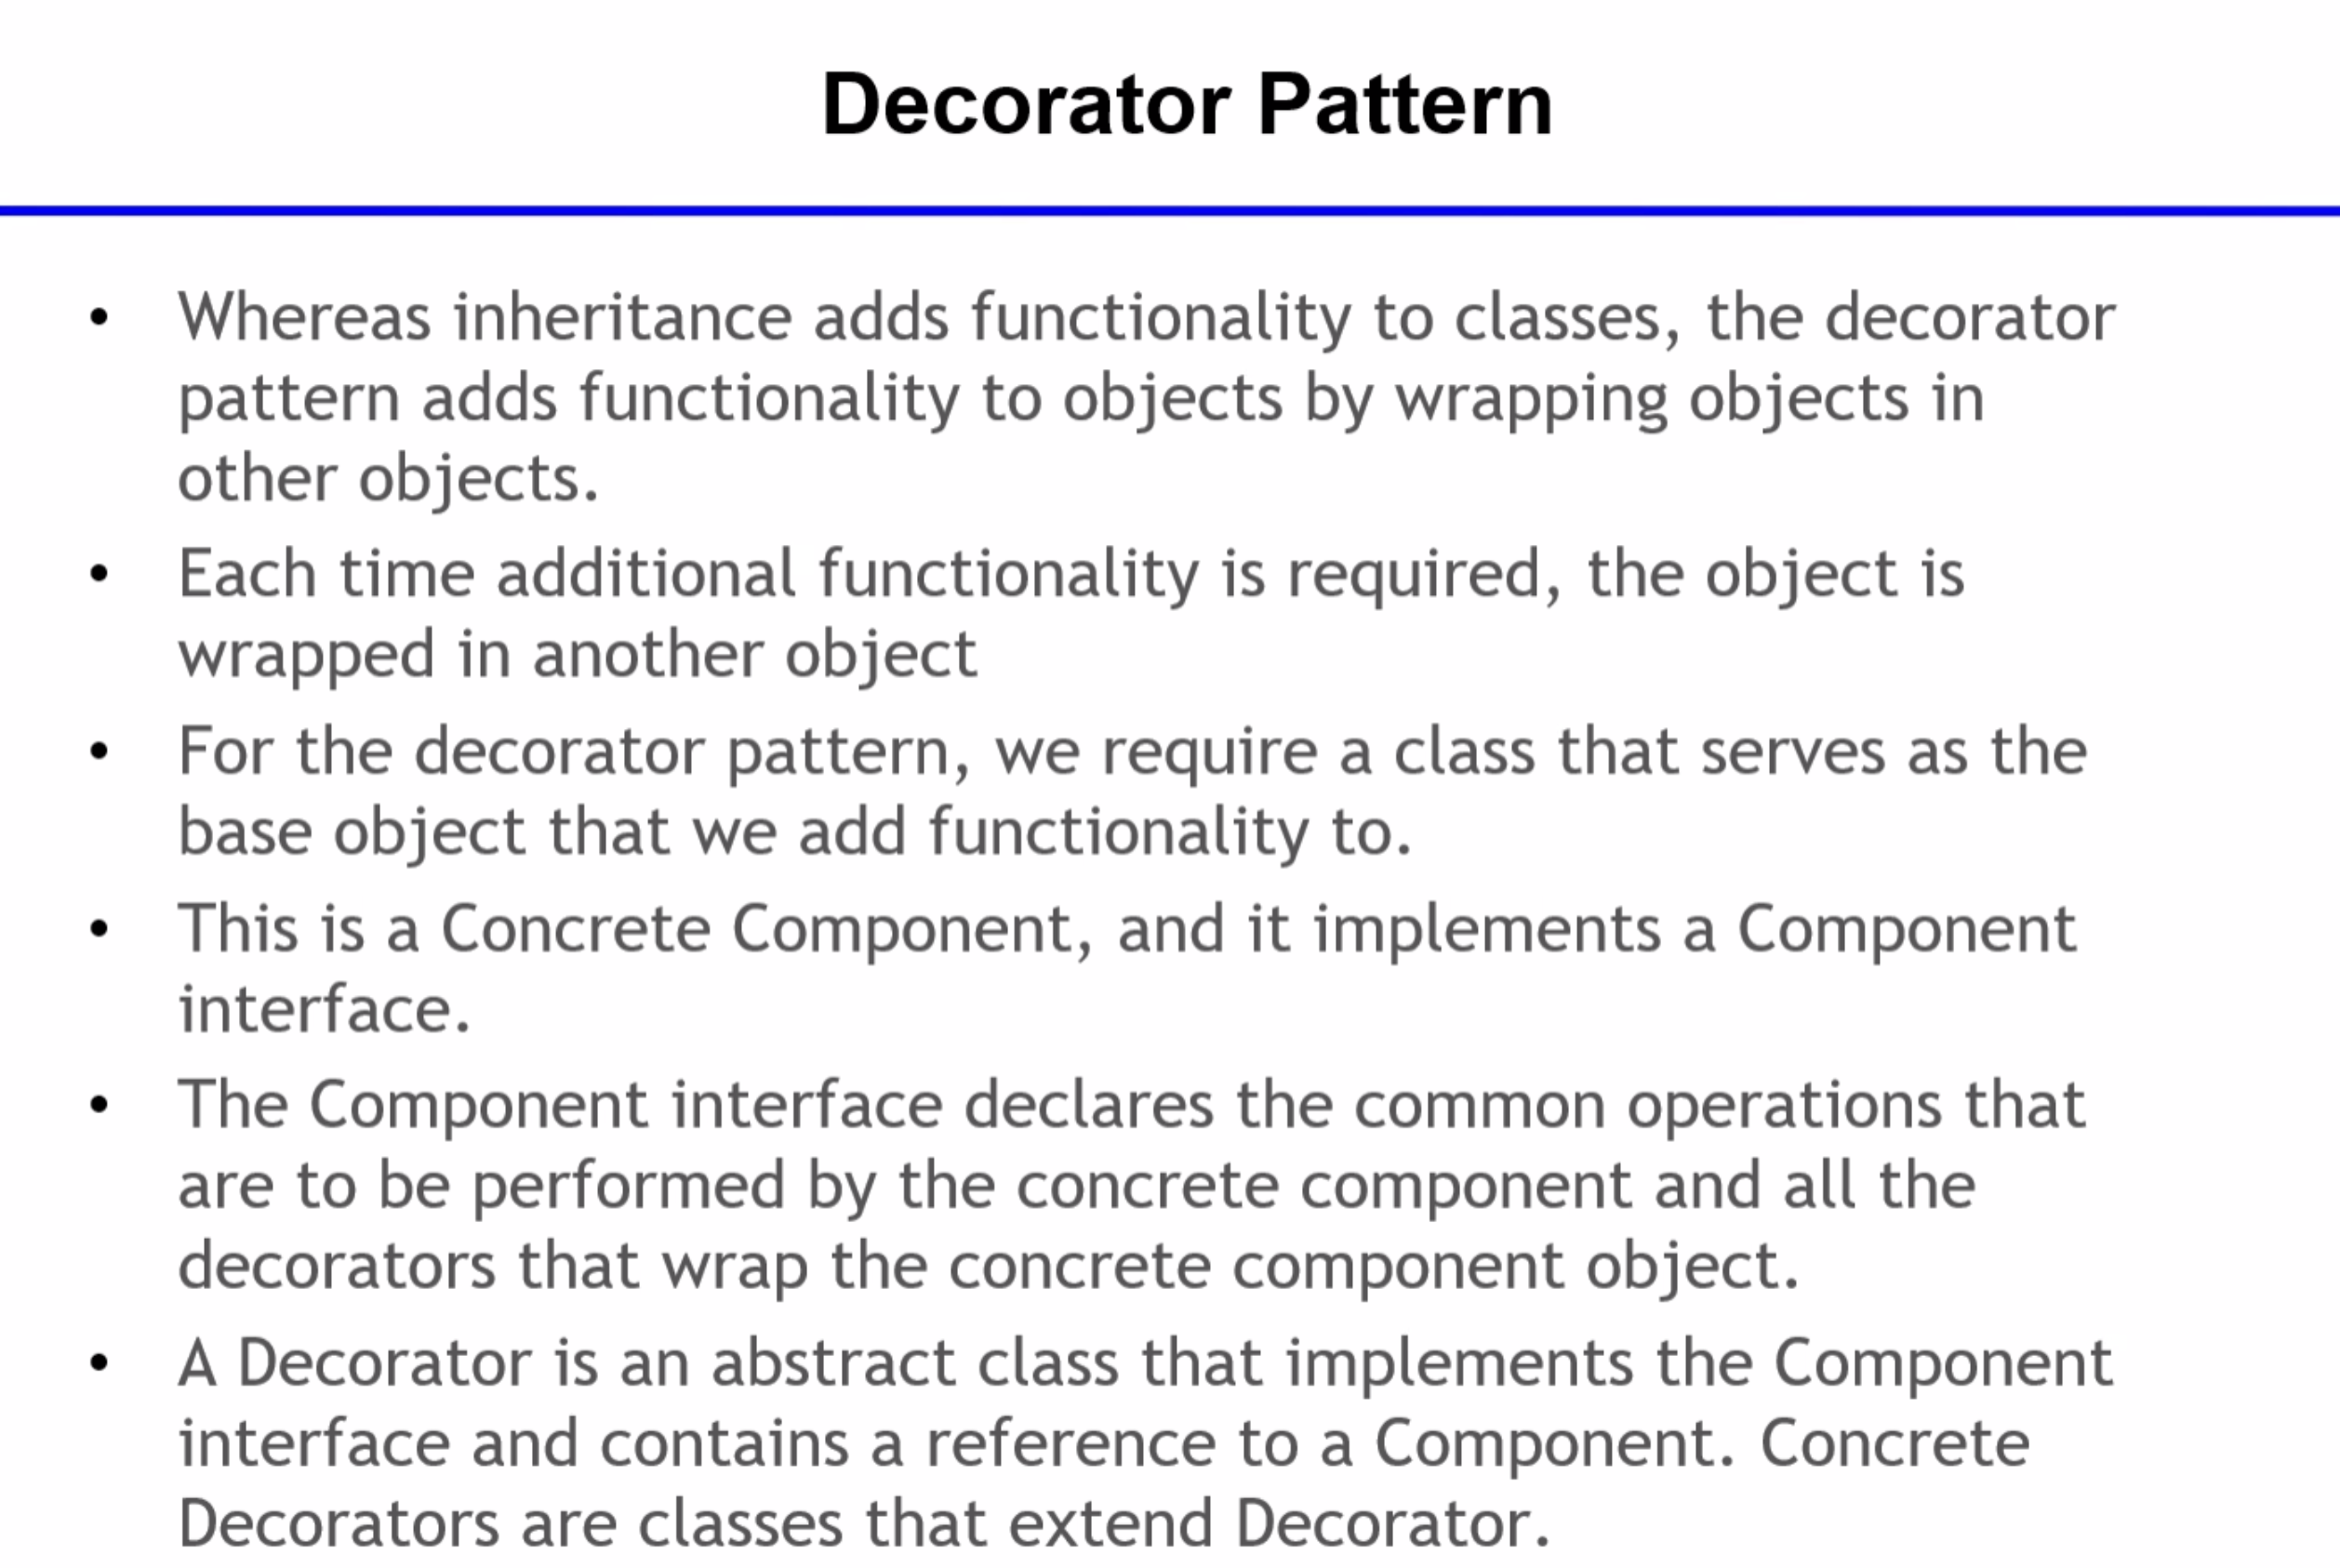 Decorator Pattern
• Whereas inheritance adds functionality to classes, the decorator
pattern adds functionality to objects by wrapping objects in
other objects.
• Each time additional functionality is required, the object is
wrapped in another object
• For the decorator pattern, we require a class that serves as the
base object that we add functionality to.
• This is a Concrete Component, and it implements a Component
interface.
• The Component interface declares the common operations that
are to be performed by the concrete component and all the
decorators that wrap the concrete component object.
• A Decorator is an abstract class that implements the Component
interface and contains a reference to a Component. Concrete
Decorators are classes that extend Decorator.